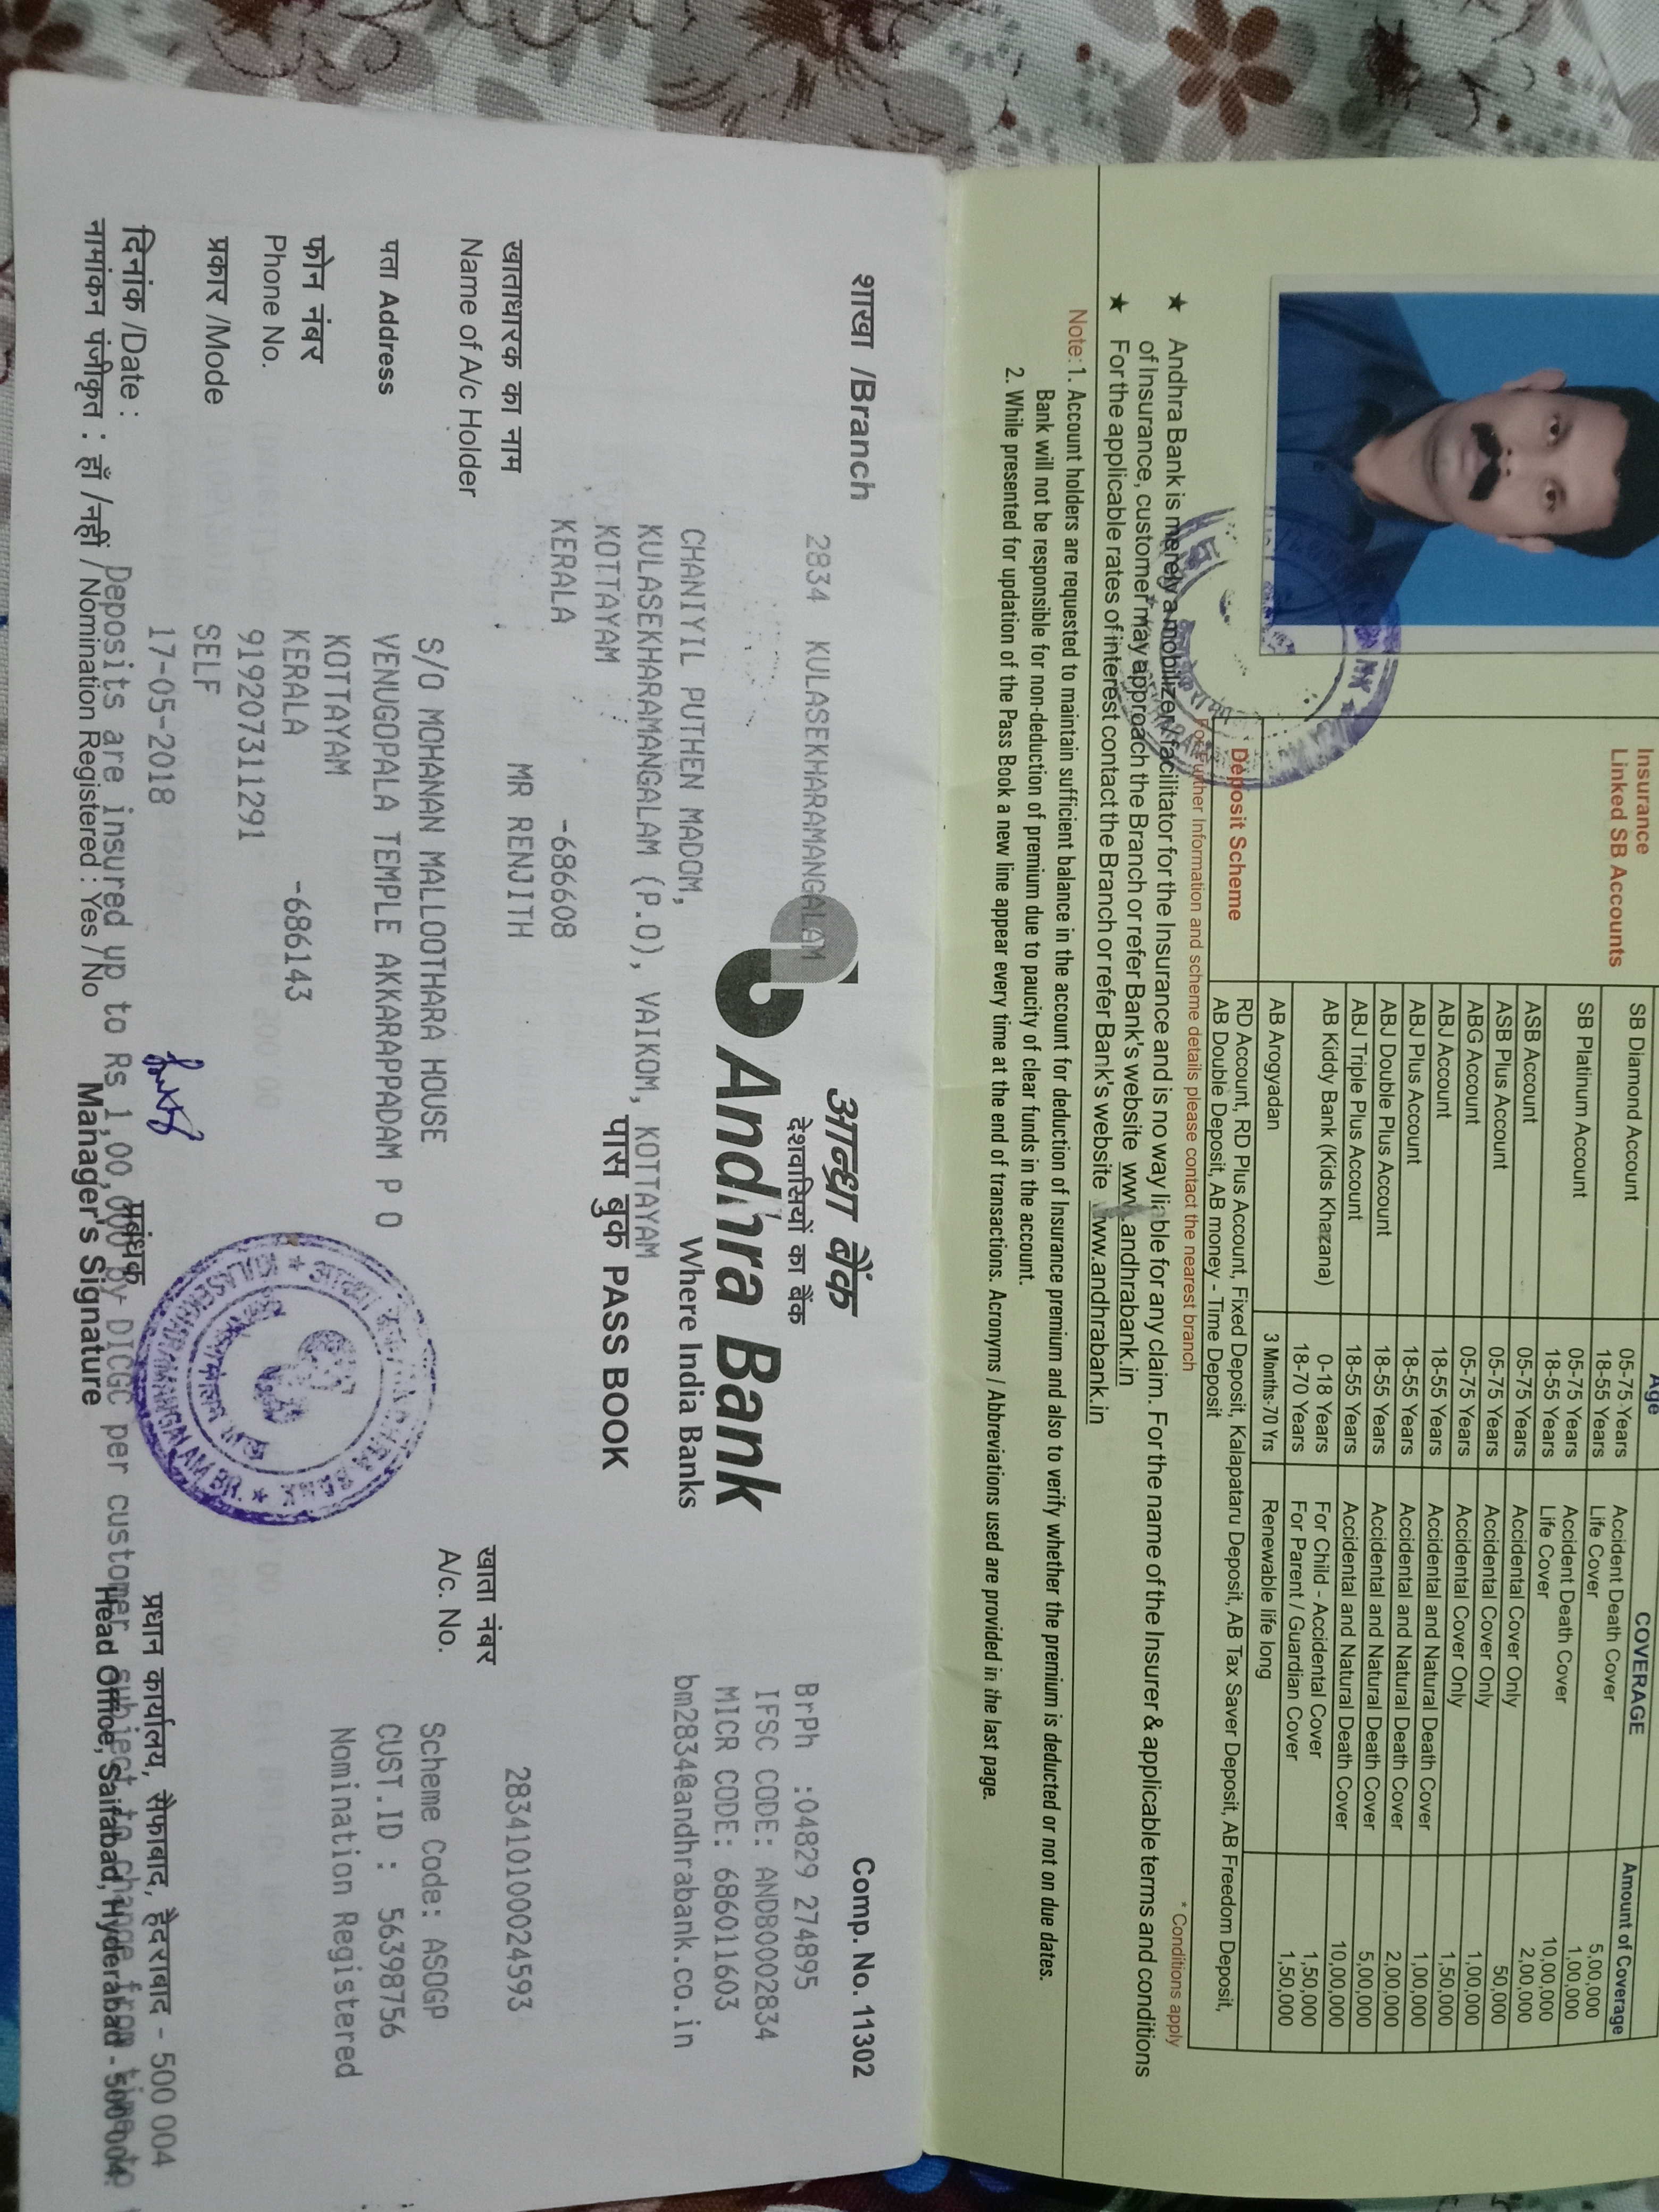 Insurance
Linked SB Accounts
Age
COVERAGE
Amount of Coverage
SB Diamond Account
05-75 Years
Accident Death Cover
5,00,000
18-55 Years
Life Cover
1,00,000
SB Platinum Account
05-75 Years
Accident Death Cover
10,00,000
18-55 Years
Life Cover
2,00,000
ASB Account
05-75 Years
Accidental Cover Only
50,000
ASB Plus Account
05-75 Years
Accidental Cover Only
1,00,000
ABG Account
05-75 Years
Accidental Cover Only
1,50,000
ABJ Account
18-55 Years
Accidental and Natural Death Cover
1,00,000
ABJ Plus Account
18-55 Years
Accidental and Natural Death Cover
2,00,000
ABJ Double Plus Account
18-55 Years
Accidental and Natural Death Cover
5,00,000
ABJ Triple Plus Account
18-55 Years
Accidental and Natural Death Cover
10,00,000
AB Kiddy Bank (Kids Khazana)
0-18 Years
For Child - Accidental Cover
1,50,000
18-70 Years
For Parent / Guardian Cover
1,50,000
AB Arogyadan
3 Months-70 Yrs
Renewable life long
Deposit Scheme
RD Account, RD Plus Account, Fixed Deposit, Kalapataru Deposit, AB Tax Saver Deposit, AB Freedom Deposit,
AB Double Deposit, AB money - Time Deposit
For Further Information and scheme details please contact the nearest branch
* Conditions apply
★ Andhra Bank is merely a mobilizer/facilitator for the Insurance and is no way liable for any claim. For the name of the Insurer & applicable terms and conditions
of Insurance, customer may approach the Branch or refer Bank's website www.andhrabank.in
★ For the applicable rates of interest contact the Branch or refer Bank's website www.andhrabank.in
Note: 1. Account holders are requested to maintain sufficient balance in the account for deduction of Insurance premium and also to verify whether the premium is deducted or not on due dates.
Bank will not be responsible for non-deduction of premium due to paucity of clear funds in the account.
2. While presented for updation of the Pass Book a new line appear every time at the end of transactions. Acronyms / Abbreviations used are provided in the last page.
आन्ध्रा बैंक
देशवासियों का बैंक
Andhra Bank
Where India Banks
पास बुक PASS BOOK
Comp. No. 11302
शाखा /Branch
2834 KULASEKHARAMANGALAM
CHANIYIL PUTHEN MADOM,
KULASEKHARAMANGALAM (P.O), VAIKOM, KOTTAYAM
KOTTAYAM
KERALA -686608
BrPh :04829 274895
IFSC CODE: ANDB0002834
MICR CODE: 686011603
bm2834@andhrabank.co.in
खाताधारक का नाम
Name of A/c Holder
MR RENJITH
खाता नंबर
A/c. No.
283410100024593
S/O MOHANAN MALLOOTHARA HOUSE
पता Address
VENUGOPALA TEMPLE AKKARAPPADAM P O
KOTTAYAM
KERALA -686143
Scheme Code: ASOGP
CUST.ID : 56398756
Nomination Registered
फोन नंबर
Phone No.
919207311291
प्रकार /Mode
SELF
दिनांक /Date :
17-05-2018
Deposits are insured up to Rs 1,00,000 by DICGC per customer subject to change from time to
नामांकन पंजीकृत : हाँ /नहीं / Nomination Registered : Yes / No
प्रबंधक
Manager's Signature
प्रधान कार्यालय, सैफाबाद, हैदराबाद - 500 004
Head Office, Saifabad, Hyderabad - 500 004.